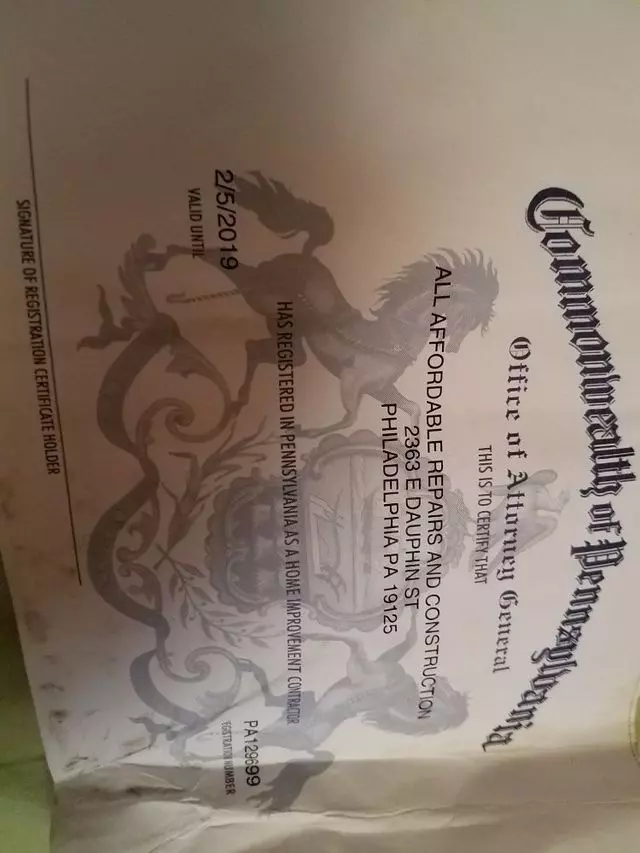 Commonwealth of Pennsylvania
Office of Attorney General
THIS IS TO CERTIFY THAT
ALL AFFORDABLE REPAIRS AND CONSTRUCTION
2363 E DAUPHIN ST
PHILADELPHIA PA 19125
HAS REGISTERED IN PENNSYLVANIA AS A HOME IMPROVEMENT CONTRACTOR
2/5/2019
VALID UNTIL
PA129699
REGISTRATION NUMBER
SIGNATURE OF REGISTRATION CERTIFICATE HOLDER